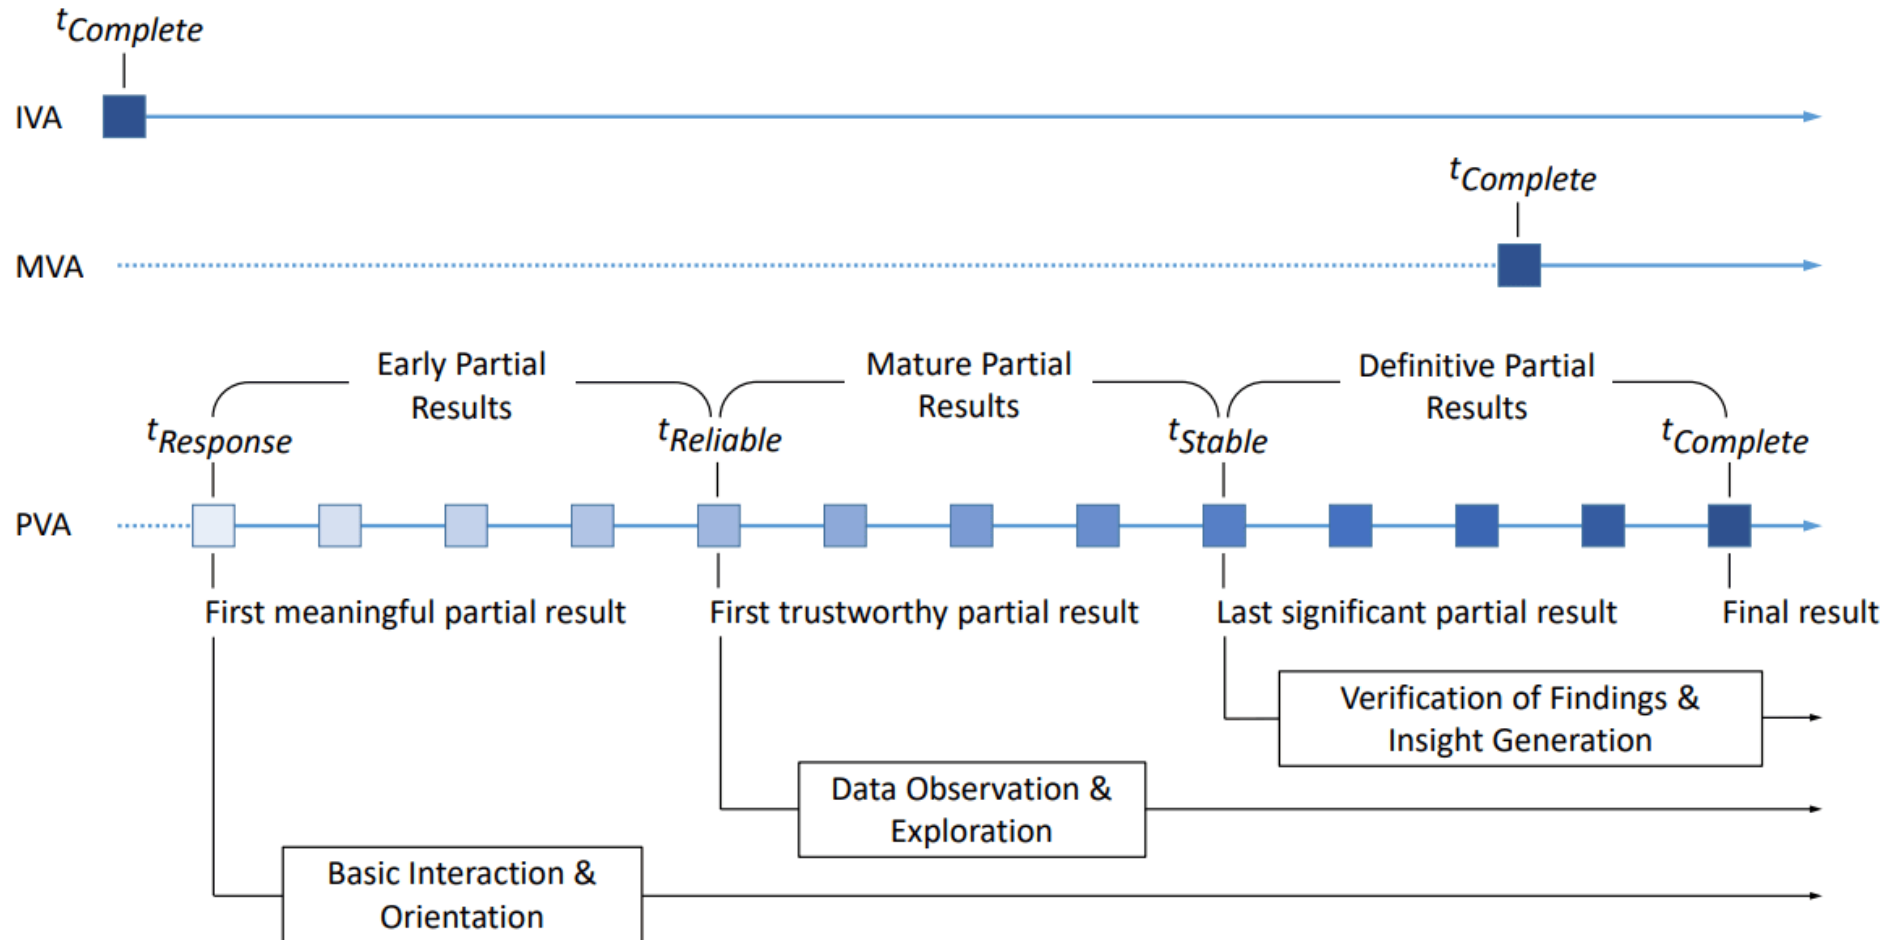 tComplete
IVA
tComplete
MVA
Early Partial
Results
Mature Partial
Results
Definitive Partial
Results
tResponse
tReliable
tStable
tComplete
PVA
First meaningful partial result
First trustworthy partial result
Last significant partial result
Final result
Verification of Findings &
Insight Generation
Data Observation &
Exploration
Basic Interaction &
Orientation